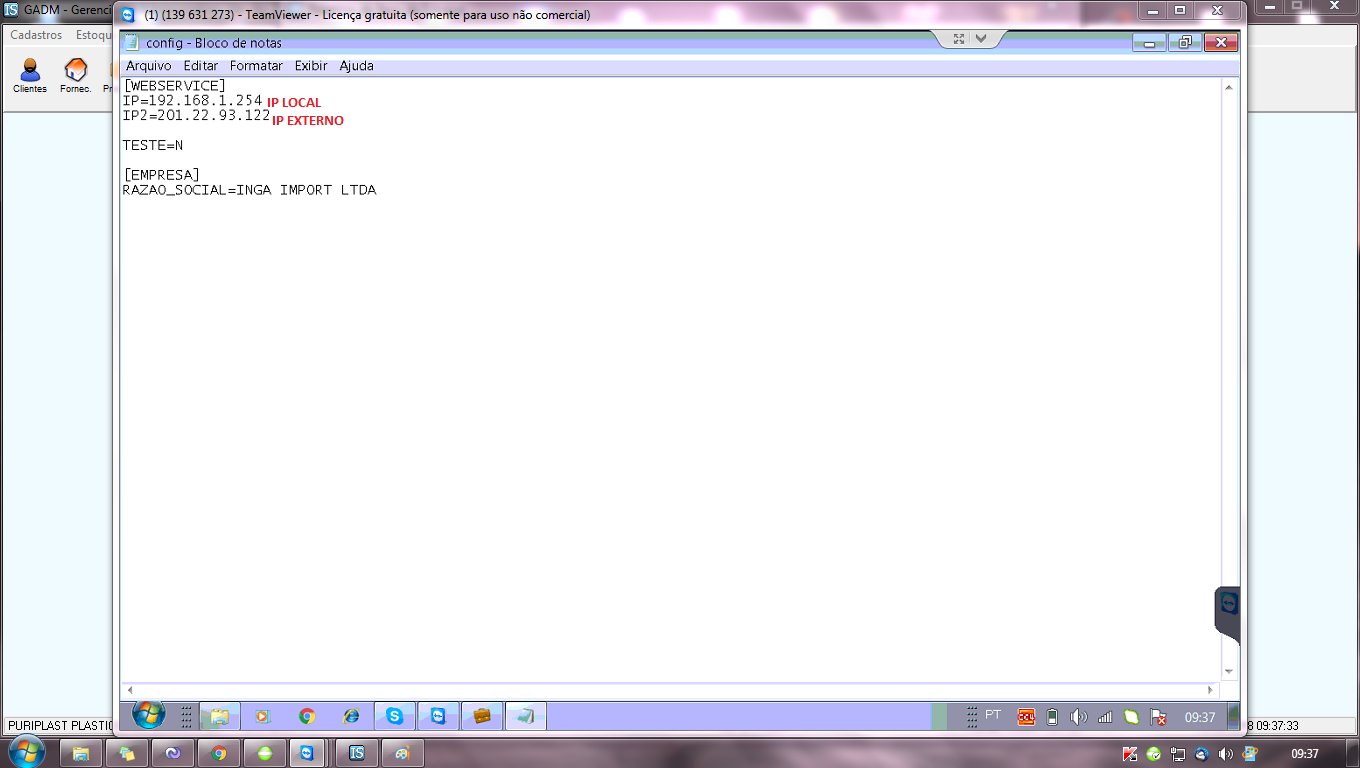 GADM - Gerenci
(1) (139 631 273) - TeamViewer - Licença gratuita (somente para uso não comercial)
Cadastros Estoqu
config - Bloco de notas
Arquivo Editar Formatar Exibir Ajuda
Clientes Fornec.
[WEBSERVICE]
IP=192.168.1.254 IP LOCAL
IP2=201.22.93.122 IP EXTERNO
TESTE=N
[EMPRESA]
RAZAO_SOCIAL=INGA IMPORT LTDA
PT
CCL
09:37
PURIPLAST PLASTIC
8 09:37:33
IS
09:37